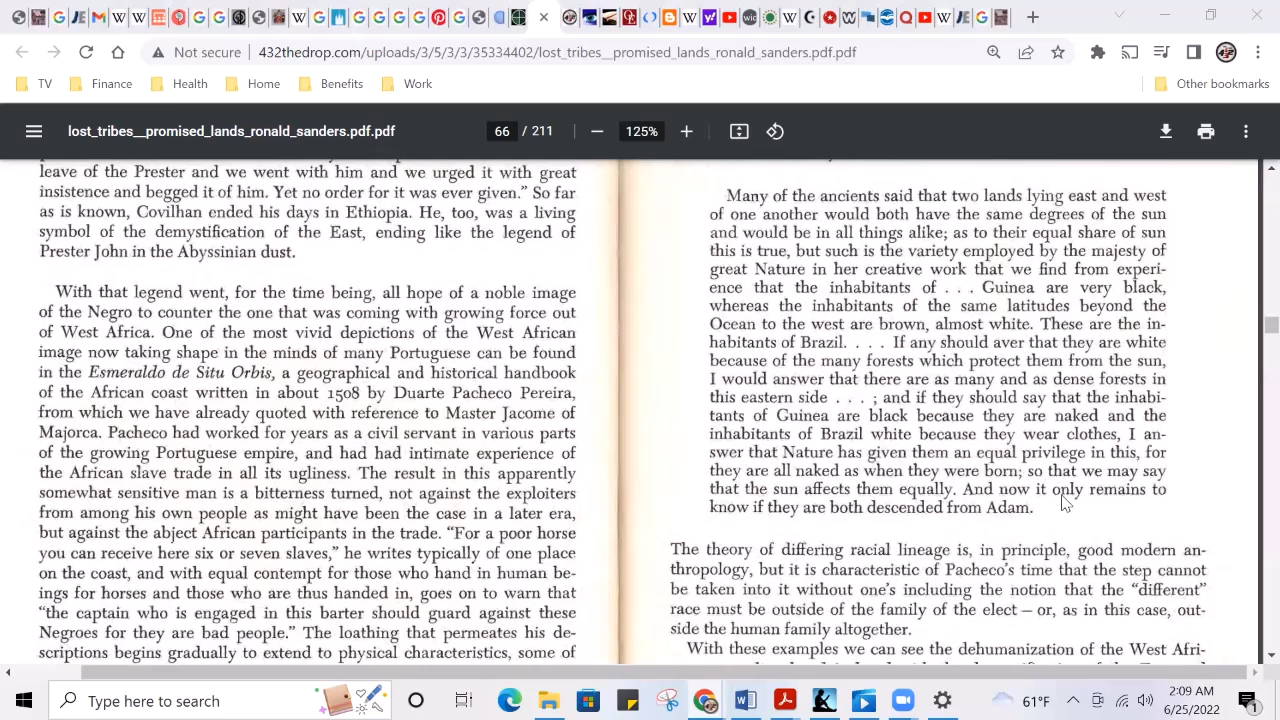 Not secure
432thedrop.com/uploads/3/5/3/3/35334402/lost_tribes__promised_lands_ronald_sanders.pdf.pdf
TV
Finance
Health
Home
Benefits
Work
Other bookmarks
lost_tribes__promised_lands_ronald_sanders.pdf.pdf
66 / 211
125%
leave of the Prester and we went with him and we urged it with great
insistence and begged it of him. Yet no order for it was ever given.” So far
as is known, Covilhan ended his days in Ethiopia. He, too, was a living
symbol of the demystification of the East, ending like the legend of
Prester John in the Abyssinian dust.
With that legend went, for the time being, all hope of a noble image
of the Negro to counter the one that was coming with growing force out
of West Africa. One of the most vivid depictions of the West African
image now taking shape in the minds of many Portuguese can be found
in the Esmeraldo de Situ Orbis, a geographical and historical handbook
of the African coast written in about 1508 by Duarte Pacheco Pereira,
from which we have already quoted with reference to Master Jacome of
Majorca. Pacheco had worked for years as a civil servant in various parts
of the growing Portuguese empire, and had had intimate experience of
the African slave trade in all its ugliness. The result in this apparently
somewhat sensitive man is a bitterness turned, not against the exploiters
from among his own people as might have been the case in a later era,
but against the abject African participants in the trade. “For a poor horse
you can receive here six or seven slaves,” he writes typically of one place
on the coast, and with equal contempt for those who hand in human be-
ings for horses and those who are thus handed in, goes on to warn that
“the captain who is engaged in this barter should guard against these
Negroes for they are bad people.” The loathing that permeates his de-
scriptions begins gradually to extend to physical characteristics, some of
Many of the ancients said that two lands lying east and west
of one another would both have the same degrees of the sun
and would be in all things alike; as to their equal share of sun
this is true, but such is the variety employed by the majesty of
great Nature in her creative work that we find from experi-
ence that the inhabitants of . . . Guinea are very black,
whereas the inhabitants of the same latitudes beyond the
Ocean to the west are brown, almost white. These are the in-
habitants of Brazil. . . . If any should aver that they are white
because of the many forests which protect them from the sun,
I would answer that there are as many and as dense forests in
this eastern side . . . ; and if they should say that the inhabi-
tants of Guinea are black because they are naked and the
inhabitants of Brazil white because they wear clothes, I an-
swer that Nature has given them an equal privilege in this, for
they are all naked as when they were born; so that we may say
that the sun affects them equally. And now it only remains to
know if they are both descended from Adam.
The theory of differing racial lineage is, in principle, good modern an-
thropology, but it is characteristic of Pacheco’s time that the step cannot
be taken into it without one’s including the notion that the “different”
race must be outside of the family of the elect – or, as in this case, out-
side the human family altogether.
With these examples we can see the dehumanization of the West Afri-
Type here to search
61°F
2:09 AM
6/25/2022